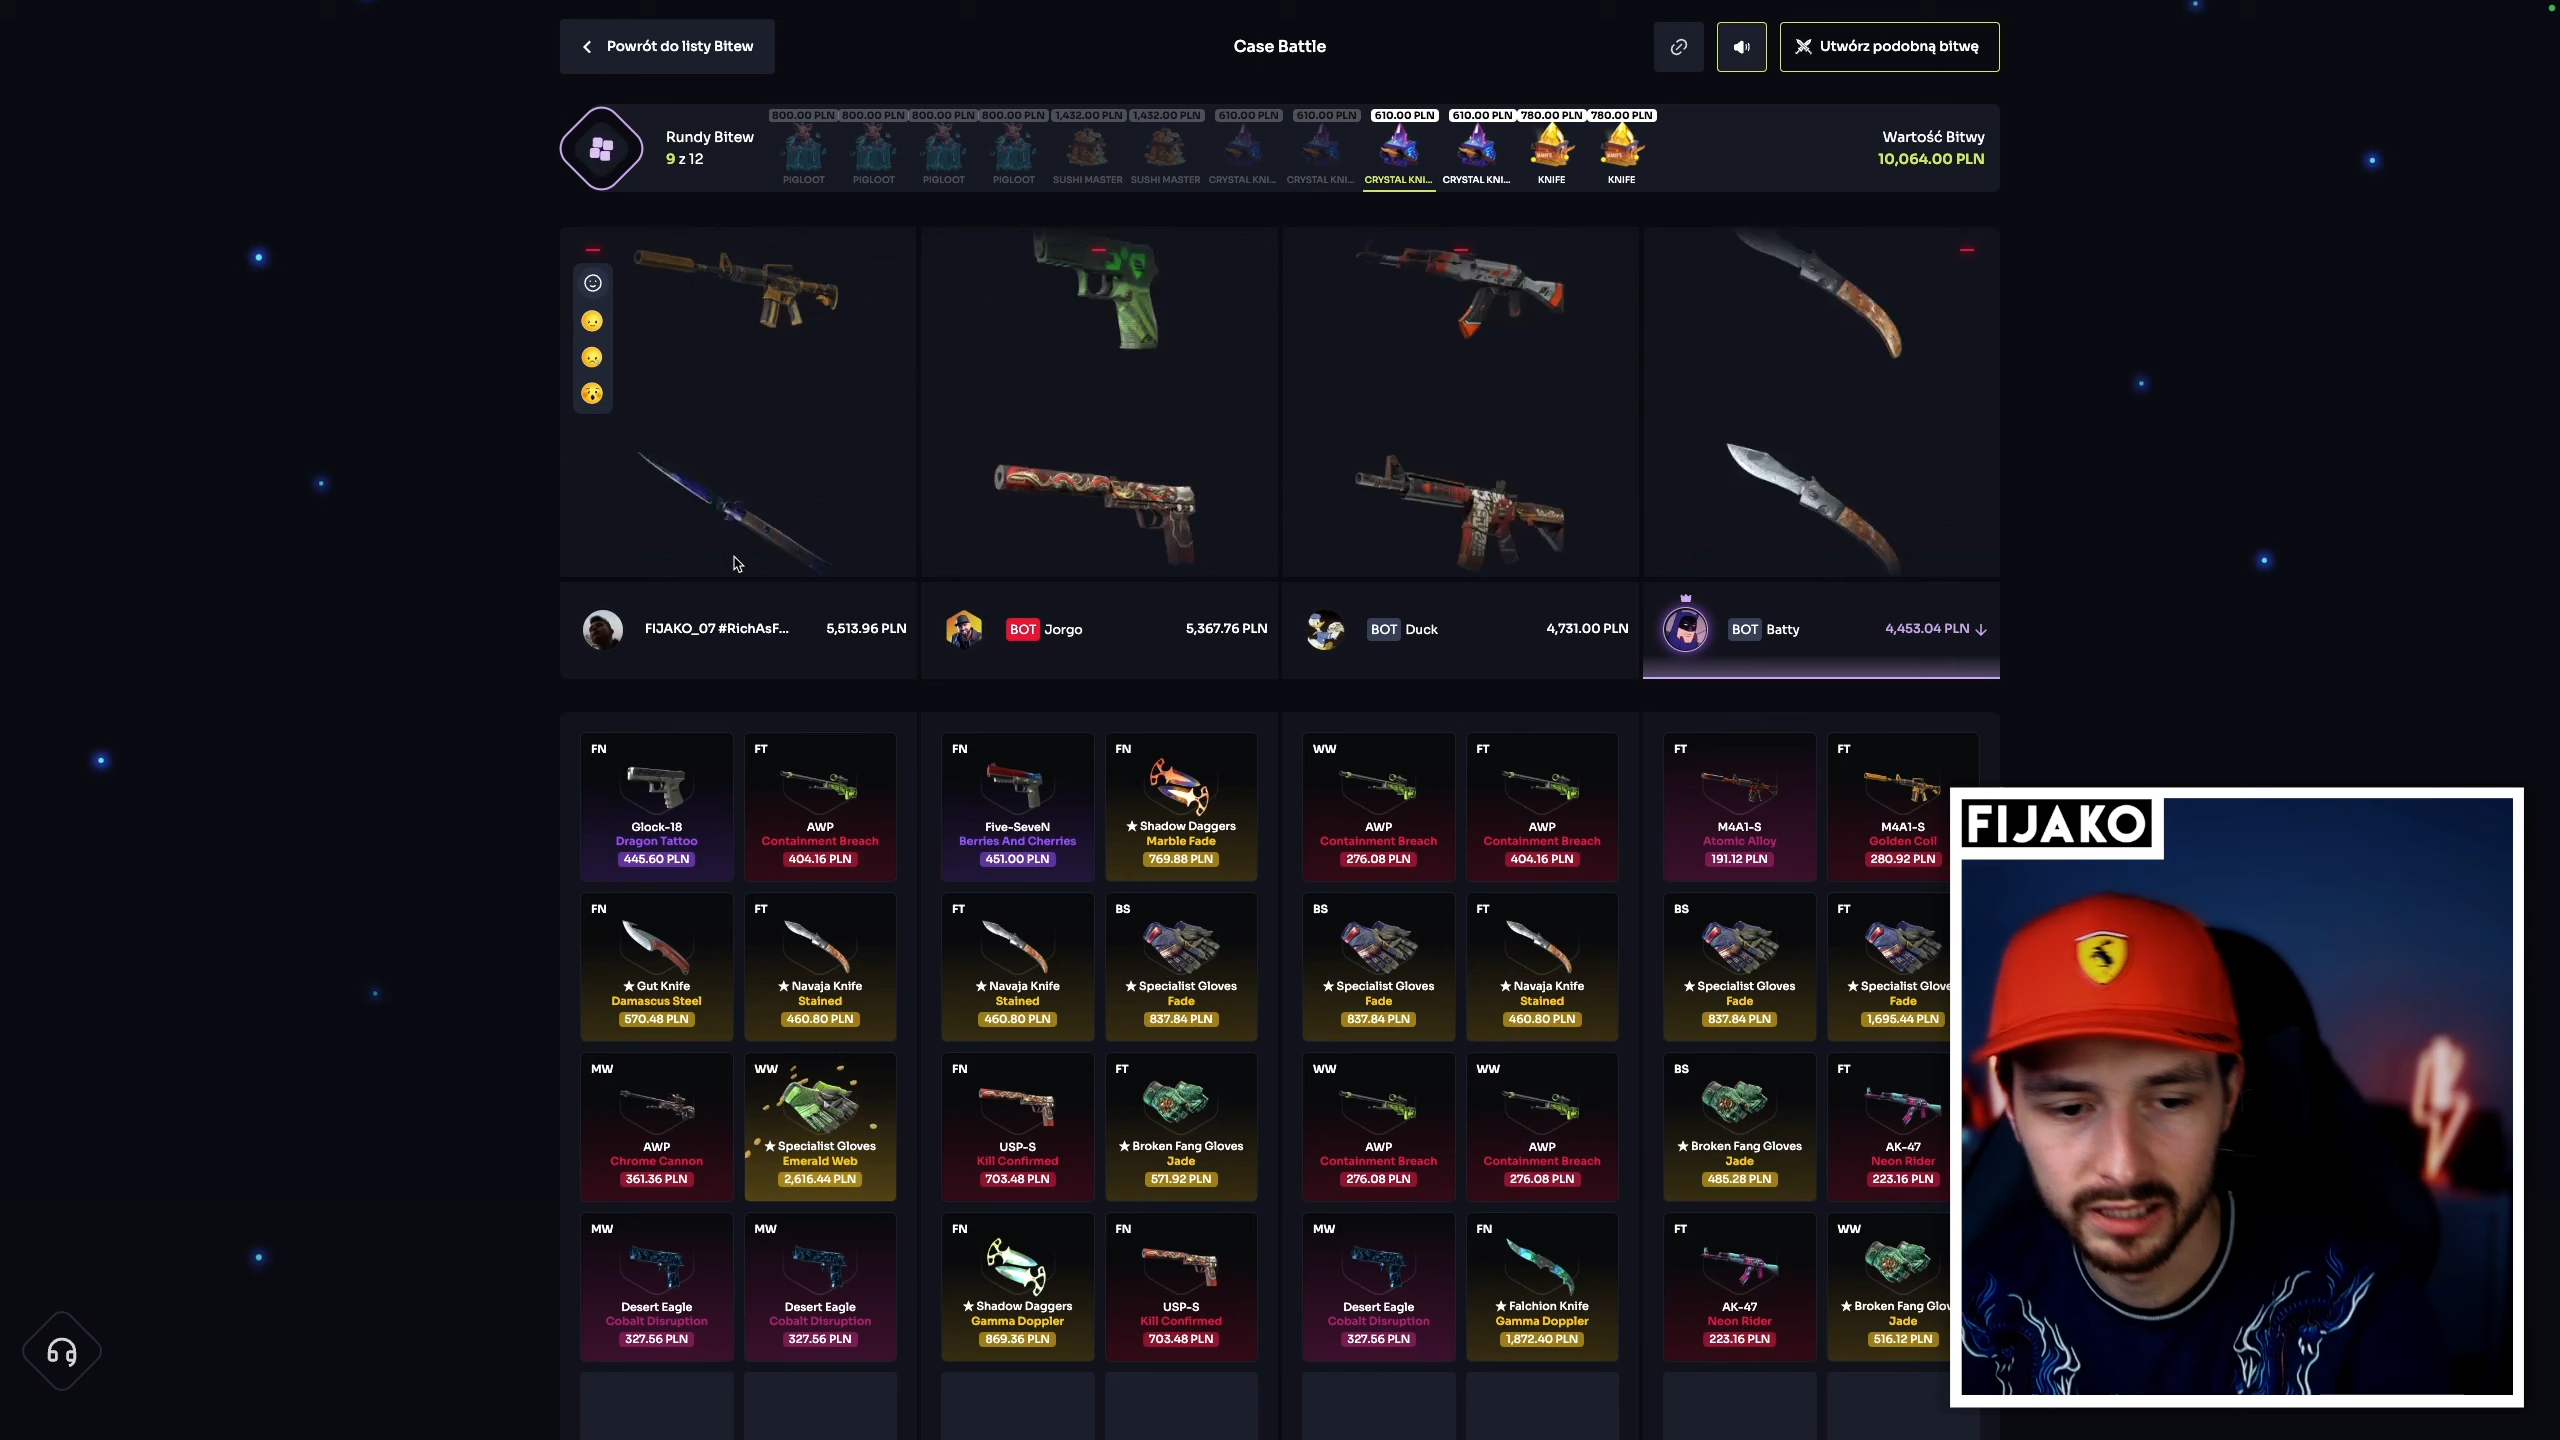 Powrót do listy Bitew
Case Battle
Utwórz podobną bitwę
Rundy Bitew
9 z 12
800.00 PLN 800.00 PLN 800.00 PLN 800.00 PLN 1,432.00 PLN 1,432.00 PLN 610.00 PLN 610.00 PLN 610.00 PLN 610.00 PLN 780.00 PLN 780.00 PLN
PIGLOOT PIGLOOT PIGLOOT PIGLOOT SUSHI MASTER SUSHI MASTER CRYSTAL KNI... CRYSTAL KNI... CRYSTAL KNI... CRYSTAL KNI... KNIFE KNIFE
Wartość Bitwy
10,064.00 PLN
FIJAKO_07 #RichAsF... 5,513.96 PLN
BOT Jorgo 5,367.76 PLN
BOT Duck 4,731.00 PLN
BOT Batty 4,453.04 PLN
FN FT FN FN WW FT FT FT
Glock-18 AWP Five-SeveN ★ Shadow Daggers AWP AWP M4A1-S M4A1-S
Dragon Tattoo Containment Breach Berries And Cherries Marble Fade Containment Breach Containment Breach Atomic Alloy Golden Coil
445.60 PLN 404.16 PLN 451.00 PLN 769.88 PLN 276.08 PLN 404.16 PLN 191.12 PLN 280.92 PLN
FN FT FT BS BS FT BS FT
★ Gut Knife ★ Navaja Knife ★ Navaja Knife ★ Specialist Gloves ★ Specialist Gloves ★ Navaja Knife ★ Specialist Gloves ★ Specialist Glove
Damascus Steel Stained Stained Fade Fade Stained Fade Fade
570.48 PLN 460.80 PLN 460.80 PLN 837.84 PLN 837.84 PLN 460.80 PLN 837.84 PLN 1,695.44 PLN
MW WW FN FT WW WW BS FT
AWP ★ Specialist Gloves USP-S ★ Broken Fang Gloves AWP AWP ★ Broken Fang Gloves AK-47
Chrome Cannon Emerald Web Kill Confirmed Jade Containment Breach Containment Breach Jade Neon Rider
361.36 PLN 2,616.44 PLN 703.48 PLN 571.92 PLN 276.08 PLN 276.08 PLN 485.28 PLN 223.16 PLN
MW MW FN FN MW FN FT WW
Desert Eagle Desert Eagle ★ Shadow Daggers USP-S Desert Eagle ★ Falchion Knife AK-47 ★ Broken Fang Glov
Cobalt Disruption Cobalt Disruption Gamma Doppler Kill Confirmed Cobalt Disruption Gamma Doppler Neon Rider Jade
327.56 PLN 327.56 PLN 869.36 PLN 703.48 PLN 327.56 PLN 1,872.40 PLN 223.16 PLN 516.12 PLN
FIJAKO